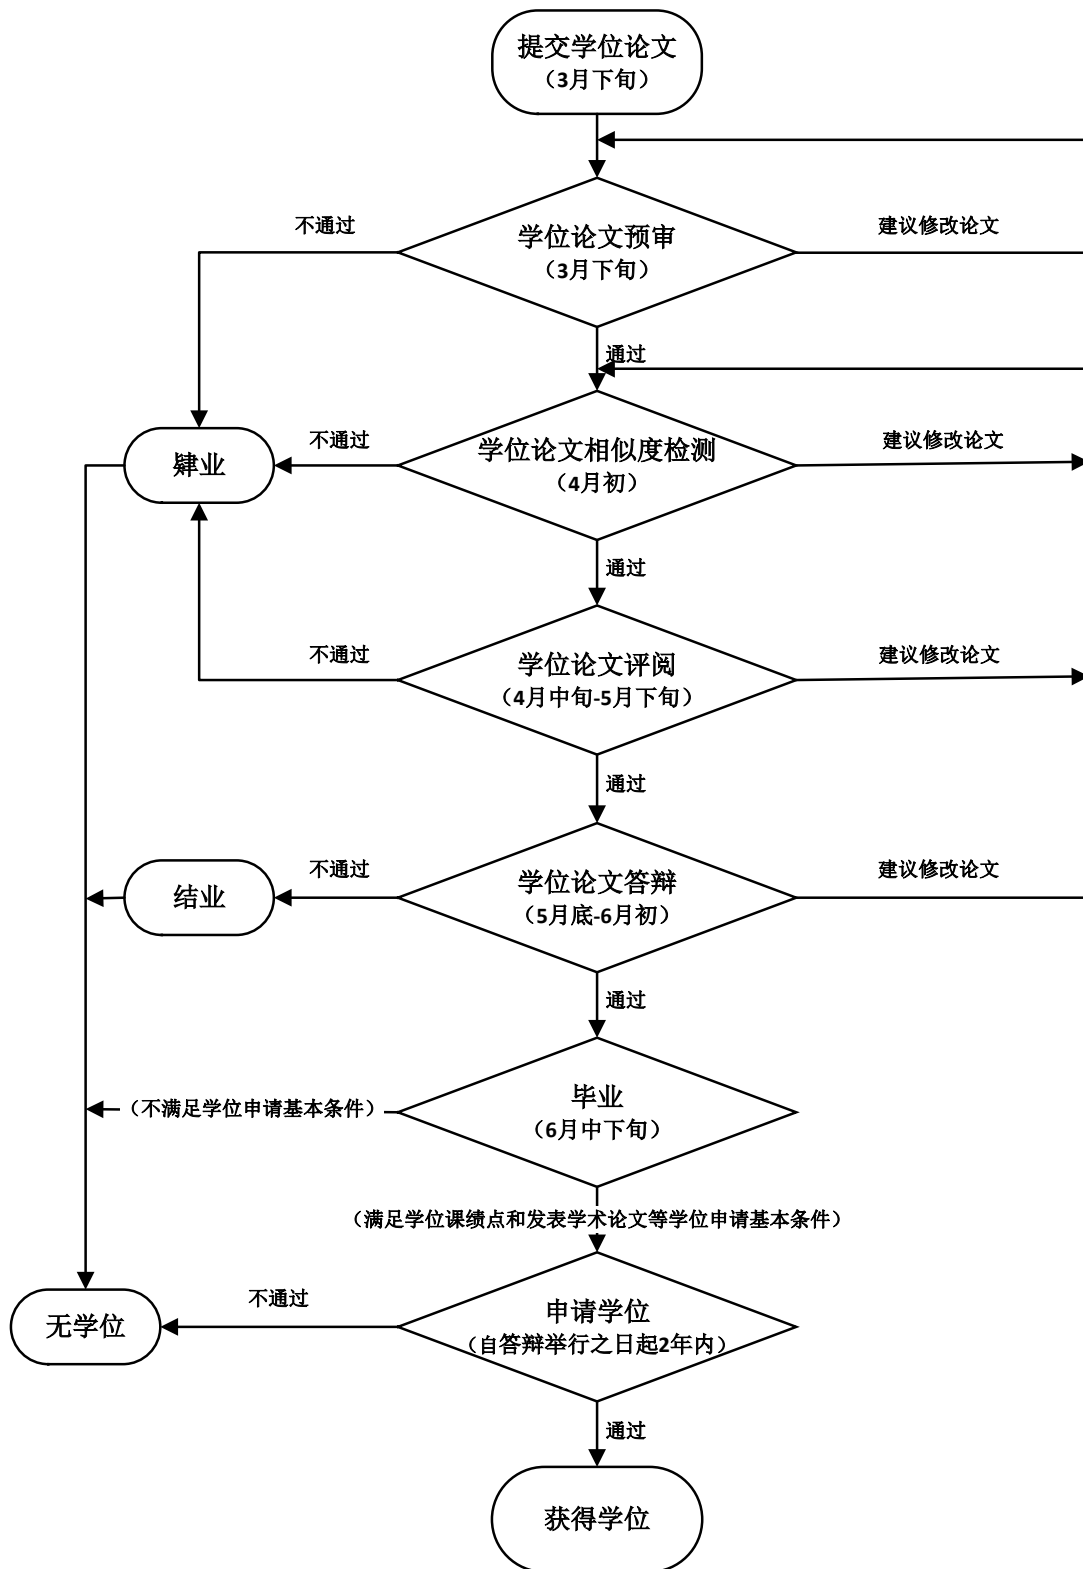 提交学位论文
（3月下旬）
不通过
建议修改论文
学位论文预审
（3月下旬）
通过
不通过
建议修改论文
肄业
学位论文相似度检测
（4月初）
通过
不通过
建议修改论文
学位论文评阅
（4月中旬-5月下旬）
通过
不通过
建议修改论文
结业
学位论文答辩
（5月底-6月初）
通过
毕业
（6月中下旬）
（不满足学位申请基本条件）
（满足学位课绩点和发表学术论文等学位申请基本条件）
不通过
无学位
申请学位
（自答辩举行之日起2年内）
通过
获得学位